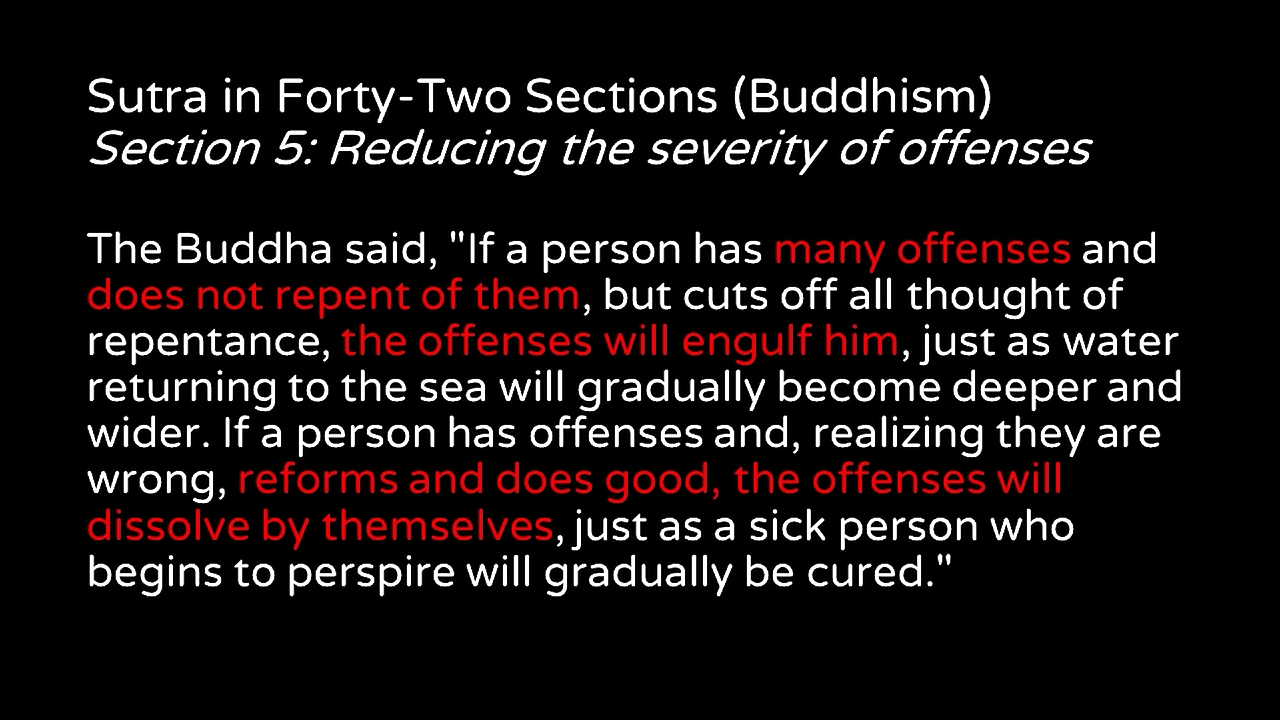 Sutra in Forty-Two Sections (Buddhism)
Section 5: Reducing the severity of offenses
The Buddha said, "If a person has many offenses and
does not repent of them, but cuts off all thought of
repentance, the offenses will engulf him, just as water
returning to the sea will gradually become deeper and
wider. If a person has offenses and, realizing they are
wrong, reforms and does good, the offenses will
dissolve by themselves, just as a sick person who
begins to perspire will gradually be cured."